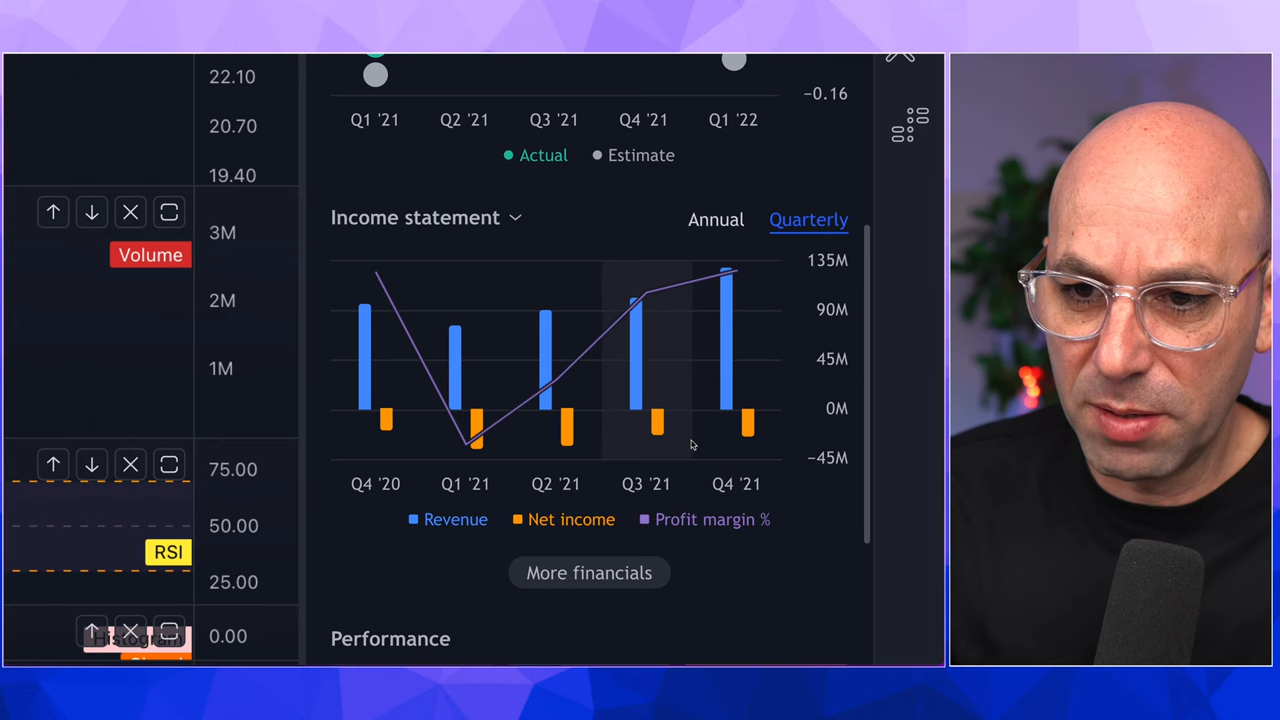 22.10
20.70
19.40
−0.16
Q1 '21 Q2 '21 Q3 '21 Q4 '21 Q1 '22
Actual Estimate
Income statement Annual Quarterly
Volume
3M
2M
1M
135M
90M
45M
0M
−45M
Q4 '20 Q1 '21 Q2 '21 Q3 '21 Q4 '21
Revenue Net income Profit margin %
More financials
Performance
75.00
50.00
RSI
25.00
Histogram
0.00